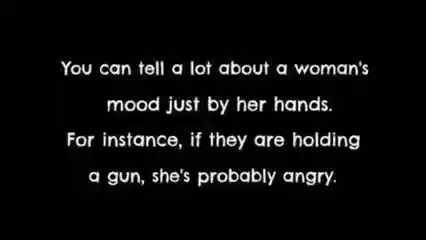 You can tell a lot about a woman's
mood just by her hands.
For instance, if they are holding
a gun, she's probably angry.